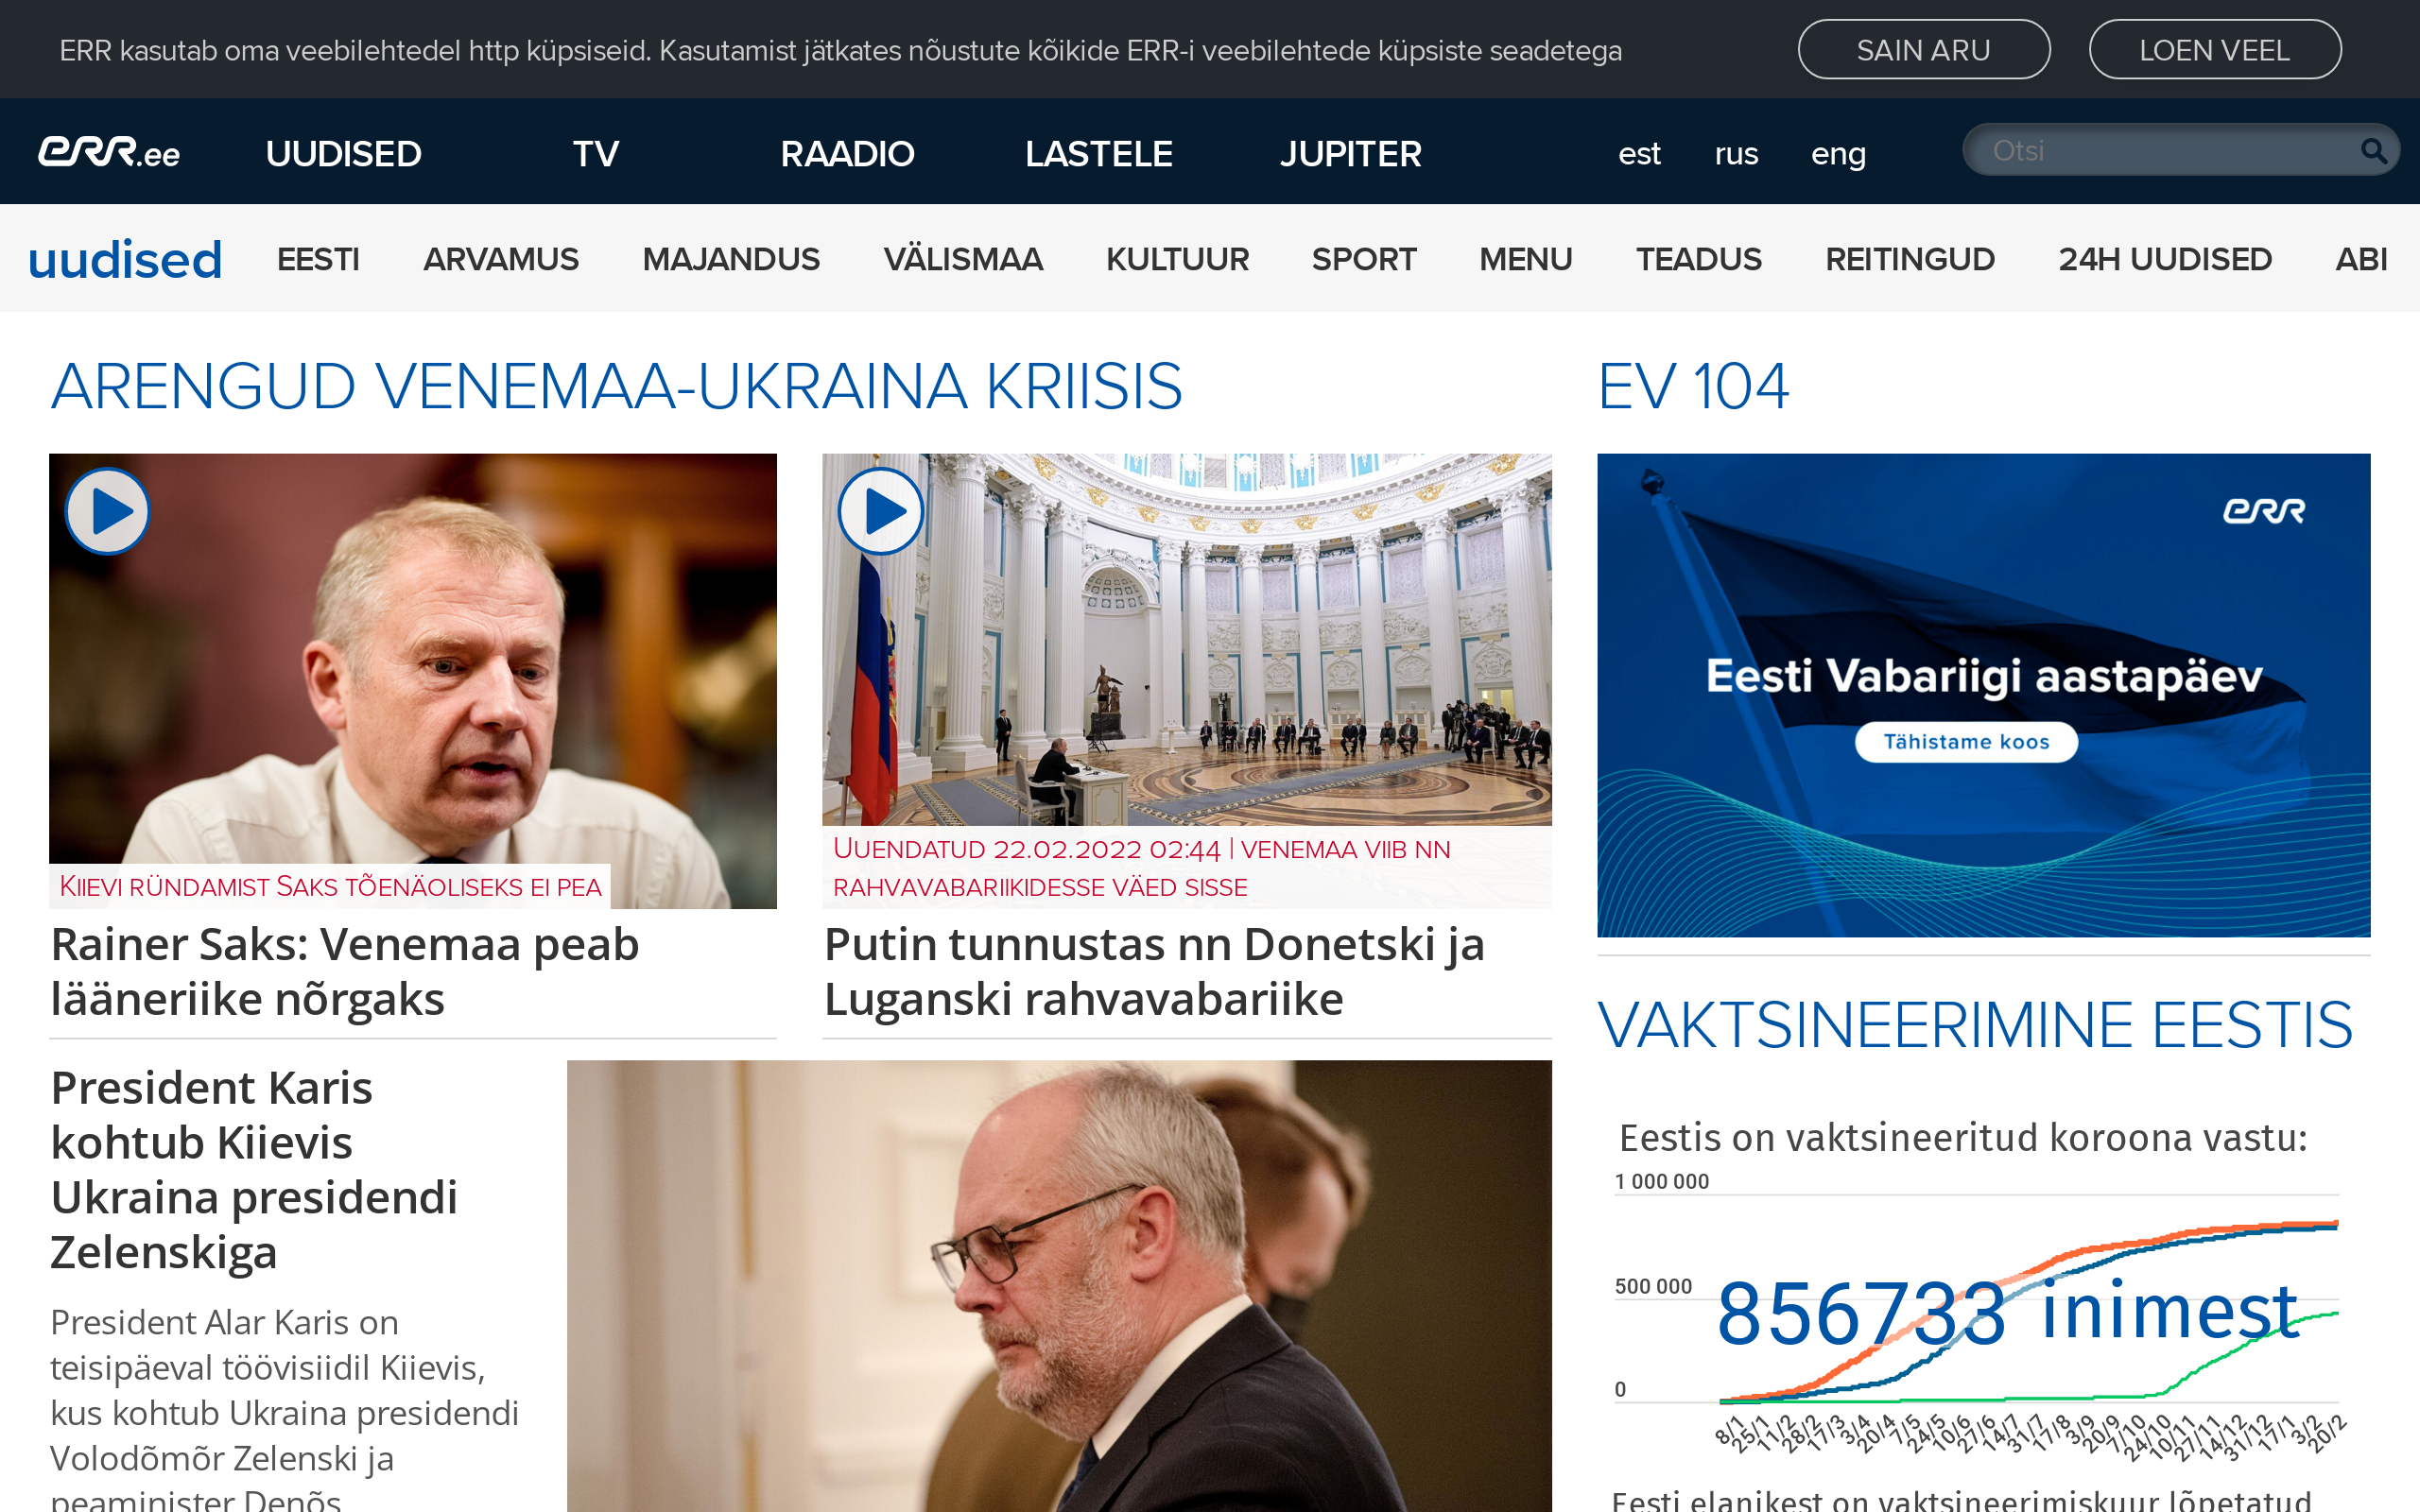 ERR kasutab oma veebilehtedel http küpsiseid. Kasutamist jätkates nõustute kõikide ERR-i veebilehtede küpsiste seadetega
SAIN ARU
LOEN VEEL
err.ee
UUDISED
TV
RAADIO
LASTELE
JUPITER
est
rus
eng
Otsi
uudised
EESTI
ARVAMUS
MAJANDUS
VÄLISMAA
KULTUUR
SPORT
MENU
TEADUS
REITINGUD
24H UUDISED
ABI
ARENGUD VENEMAA-UKRAINA KRIISIS
KIIEVI RÜNDAMIST SAKS TÕENÄOLISEKS EI PEA
Rainer Saks: Venemaa peab
lääneriike nõrgaks
UUENDATUD 22.02.2022 02:44 | VENEMAA VIIB NN
RAHVAVABARIIKIDESSE VÄED SISSE
Putin tunnustas nn Donetski ja
Luganski rahvavabariike
President Karis
kohtub Kiievis
Ukraina presidendi
Zelenskiga
President Alar Karis on
teisipäeval töövisiidil Kiievis,
kus kohtub Ukraina presidendi
Volodõmõr Zelenski ja
peaminister Denõs
EV 104
err
Eesti Vabariigi aastapäev
Tähistame koos
VAKTSINEERIMINE EESTIS
Eestis on vaktsineeritud koroona vastu:
1 000 000
500 000
0
856733 inimest
8/1
25/1
11/2
28/2
17/3
3/4
20/4
7/5
24/5
10/6
27/6
14/7
31/7
17/8
3/9
20/9
7/10
24/10
10/11
27/11
14/12
31/12
17/1
3/2
20/2
Eesti elanikest on vaktsineerimiskuur lõpetatud